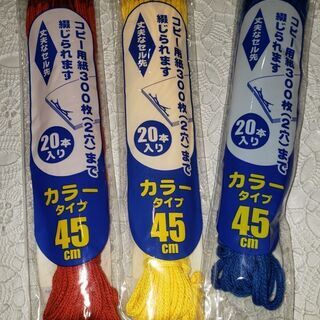 コピー用紙300枚(2穴)まで
綴じられます
丈夫なセル先
20本
入り
カラー
タイプ
45
cm
コピー用紙300枚(2穴)まで
綴じられます
丈夫なセル先
20本
入り
カラー
タイプ
45
cm
コピー用紙300枚(2穴)まで
綴じられます
丈夫なセル先
20本
入り
カラー
タイプ
45
cm